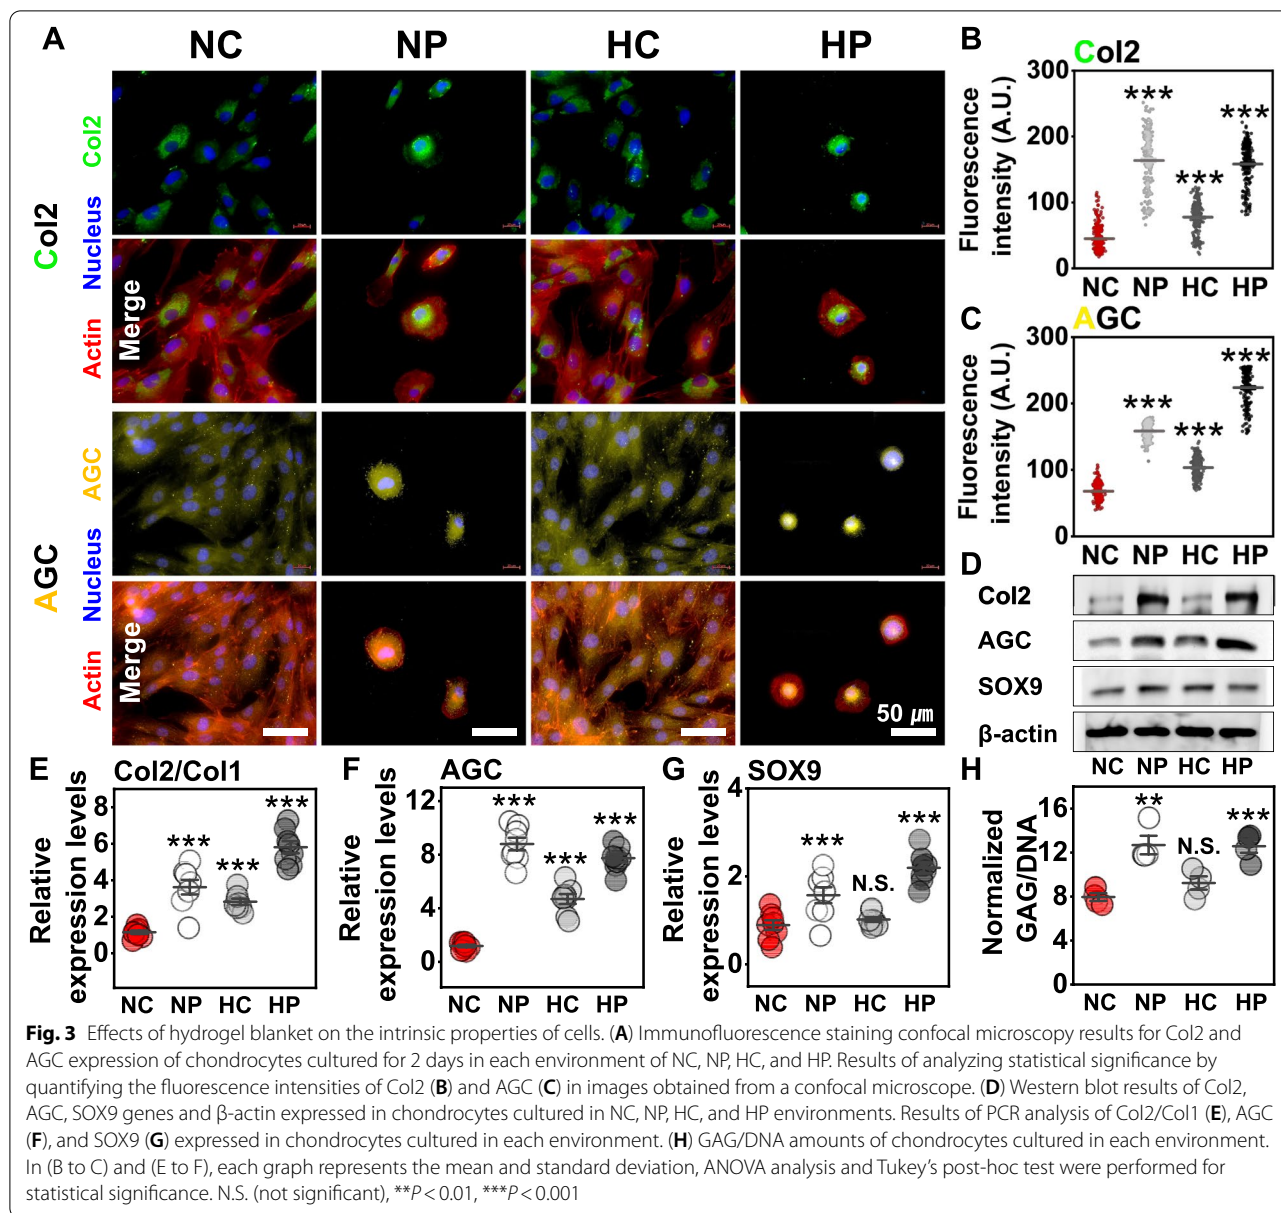 A
NC
NP
HC
HP
Col2
Nucleus
Col2
Actin
Merge
AGC
Nucleus
AGC
Actin
Merge
50 µm
B
Col2
Fluorescence
intensity (A.U.)
300
200
100
0
***
***
***
NC NP HC HP
C
AGC
Fluorescence
intensity (A.U.)
300
200
100
0
***
***
***
NC NP HC HP
D
Col2
AGC
SOX9
β-actin
NC NP HC HP
E
Col2/Col1
Relative
expression levels
8
6
4
2
0
***
***
***
NC NP HC HP
F
AGC
Relative
expression levels
12
8
4
0
***
***
***
NC NP HC HP
G
SOX9
Relative
expression levels
4
2
0
***
N.S.
***
NC NP HC HP
H
Normalized
GAG/DNA
16
12
8
4
0
**
N.S.
***
NC NP HC HP
Fig. 3 Effects of hydrogel blanket on the intrinsic properties of cells. (A) Immunofluorescence staining confocal microscopy results for Col2 and
AGC expression of chondrocytes cultured for 2 days in each environment of NC, NP, HC, and HP. Results of analyzing statistical significance by
quantifying the fluorescence intensities of Col2 (B) and AGC (C) in images obtained from a confocal microscope. (D) Western blot results of Col2,
AGC, SOX9 genes and β-actin expressed in chondrocytes cultured in NC, NP, HC, and HP environments. Results of PCR analysis of Col2/Col1 (E), AGC
(F), and SOX9 (G) expressed in chondrocytes cultured in each environment. (H) GAG/DNA amounts of chondrocytes cultured in each environment.
In (B to C) and (E to F), each graph represents the mean and standard deviation, ANOVA analysis and Tukey's post-hoc test were performed for
statistical significance. N.S. (not significant), **P < 0.01, ***P < 0.001